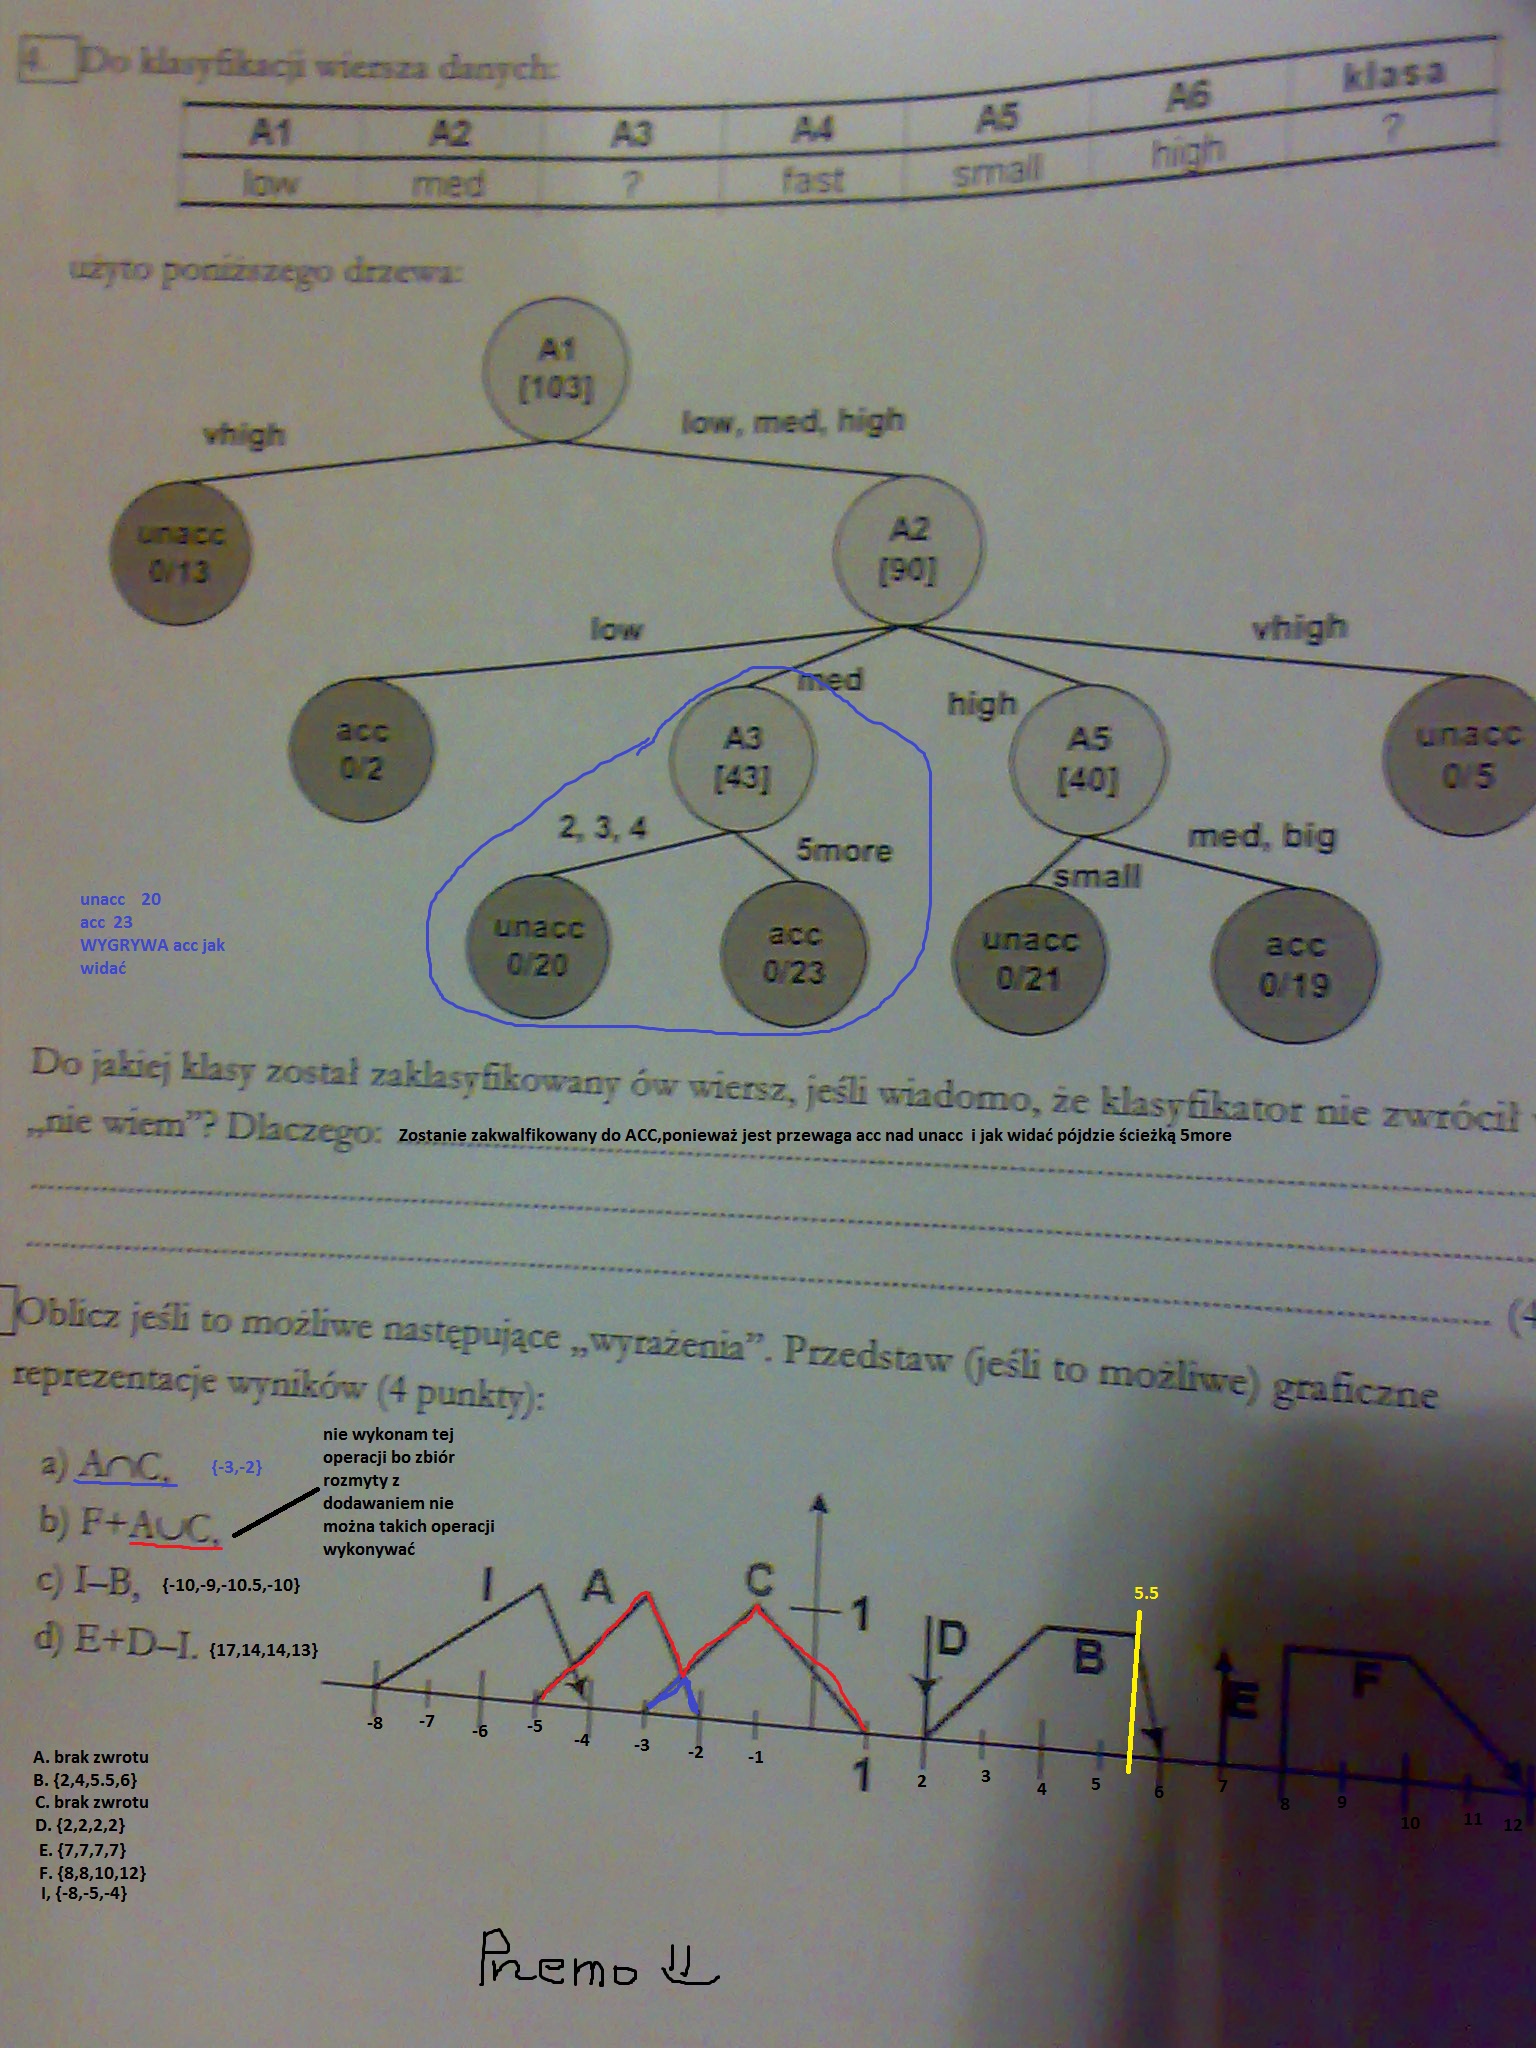 4. Do klasyfikacji wiersza danych:
A1 A2 A3 A4 A5 A6 klasa
low med ? fast small high ?
użyto poniższego drzewa:
A1
[103]
vhigh
low, med, high
unacc
0/13
A2
[90]
low
med
high
vhigh
acc
0/2
A3
[43]
A5
[40]
unacc
0/5
2, 3, 4
5more
small
med, big
unacc
0/20
acc
0/23
unacc
0/21
acc
0/19
unacc 20
acc 23
WYGRYWA acc jak
widać
Do jakiej klasy został zaklasyfikowany ów wiersz, jeśli wiadomo, że klasyfikator nie zwrócił
„nie wiem”? Dlaczego: Zostanie zakwalfikowany do ACC,ponieważ jest przewaga acc nad unacc i jak widać pójdzie ścieżką 5more
(4
Oblicz jeśli to możliwe następujące „wyrażenia”. Przedstaw (jeśli to możliwe) graficzne
reprezentacje wyników (4 punkty):
a) A∩C, {-3,-2}
b) F+A∪C,
c) I–B, {-10,-9,-10.5,-10}
d) E+D–I. {17,14,14,13}
nie wykonam tej
operacji bo zbiór
rozmyty z
dodawaniem nie
można takich operacji
wykonywać
I A C 1 D B 5.5 E F
-8 -7 -6 -5 -4 -3 -2 -1 1 2 3 4 5 6 7 8 9 10 11 12
A. brak zwrotu
B. {2,4,5.5,6}
C. brak zwrotu
D. {2,2,2,2}
E. {7,7,7,7}
F. {8,8,10,12}
I, {-8,-5,-4}